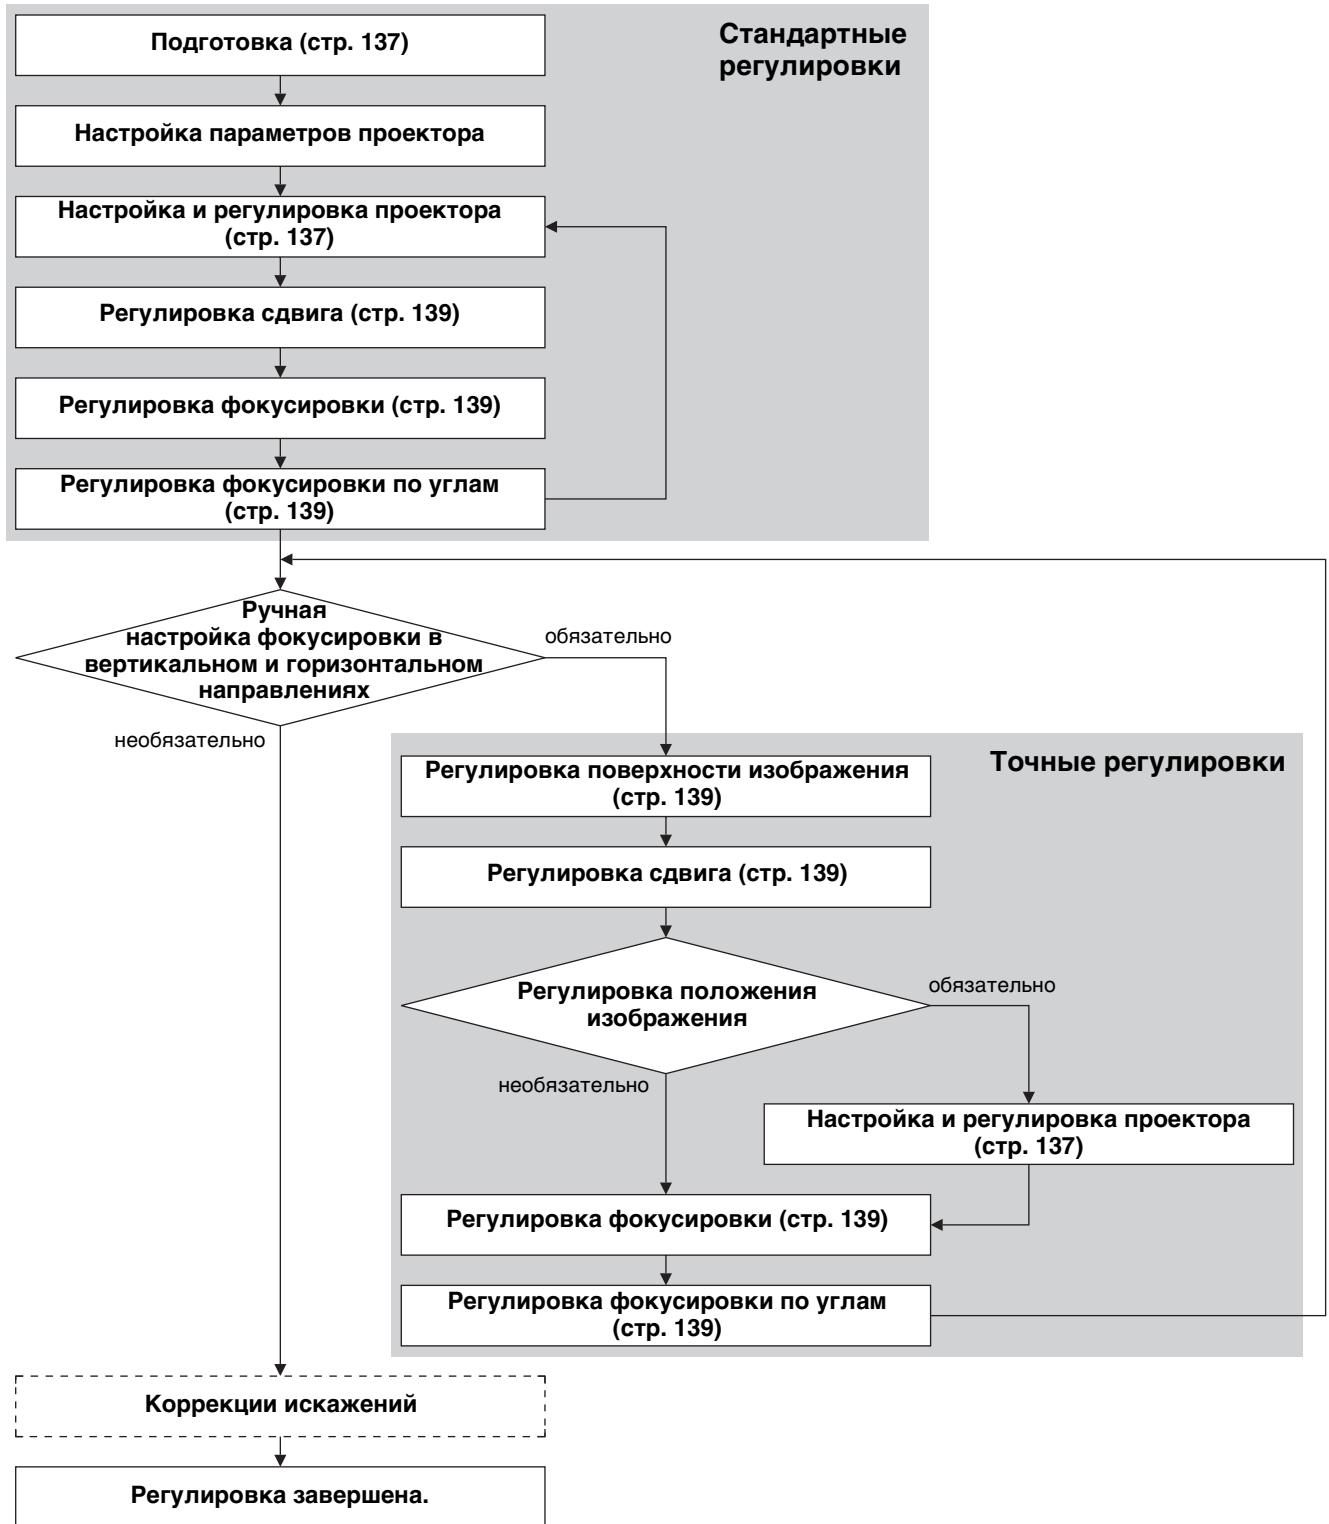 Подготовка (стр. 137)
Стандартные
регулировки
Настройка параметров проектора
Настройка и регулировка проектора
(стр. 137)
Регулировка сдвига (стр. 139)
Регулировка фокусировки (стр. 139)
Регулировка фокусировки по углам
(стр. 139)
Ручная
настройка фокусировки в
вертикальном и горизонтальном
направлениях
обязательно
необязательно
Точные регулировки
Регулировка поверхности изображения
(стр. 139)
Регулировка сдвига (стр. 139)
Регулировка положения
изображения
обязательно
необязательно
Настройка и регулировка проектора
(стр. 137)
Регулировка фокусировки (стр. 139)
Регулировка фокусировки по углам
(стр. 139)
Коррекции искажений
Регулировка завершена.